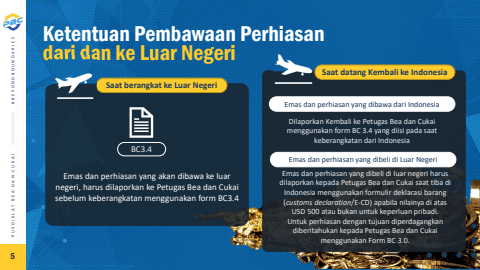 Ketentuan Pembawaan Perhiasan
dari dan ke Luar Negeri
Saat berangkat ke Luar Negeri
BC3.4
Emas dan perhiasan yang akan dibawa ke luar
negeri, harus dilaporkan ke Petugas Bea dan Cukai
sebelum keberangkatan menggunakan form BC3.4
Saat datang Kembali ke Indonesia
Emas dan perhiasan yang dibawa dari Indonesia
Dilaporkan Kembali ke Petugas Bea dan Cukai
menggunakan form BC 3.4 yang diisi pada saat
keberangkatan dari Indonesia
Emas dan perhiasan yang dibeli di Luar Negeri
Emas dan perhiasan yang dibeli di luar negeri harus
dilaporkan kepada Petugas Bea dan Cukai saat tiba di
Indonesia menggunakan formulir deklarasi barang
(customs declaration/E-CD) apabila nilainya di atas
USD 500 atau bukan untuk keperluan pribadi.
Untuk perhiasan dengan tujuan diperdagangkan
diberitahukan kepada Petugas Bea dan Cukai
menggunakan Form BC 3.0.
#BEYONDBOUNDARIES
PUSDIKLAT BEA DAN CUKAI
5